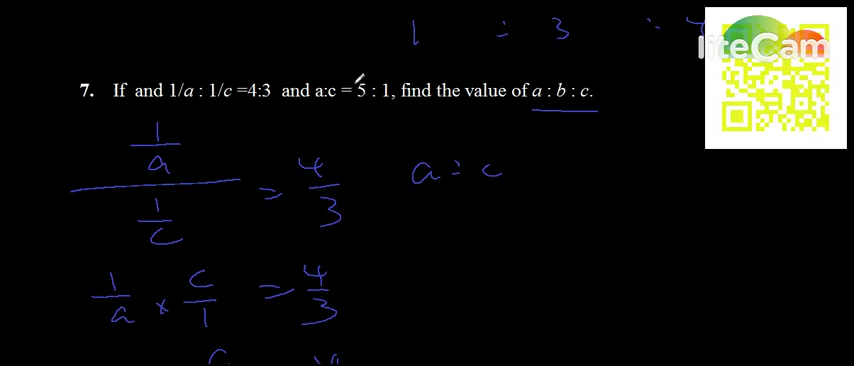 1 : 3 :
iteCam
7. If and 1/a : 1/c =4:3 and a:c = 5 : 1, find the value of a : b : c.
1/a / 1/c = 4/3 a : c
1/a × c/1 = 4/3